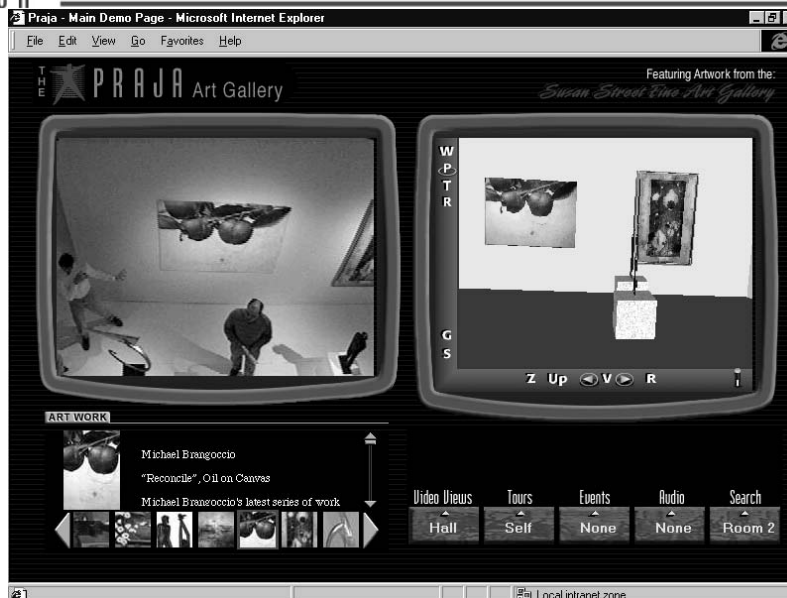 Praja - Main Demo Page - Microsoft Internet Explorer
File Edit View Go Favorites Help
THE PRAJA Art Gallery
Featuring Artwork from the:
Susan Street Fine Art Gallery
W
P
T
R
G
S
Z Up V R i
ART WORK
Michael Brangoccio
"Reconcile", Oil on Canvas
Michael Brangoccio's latest series of work
Video Views Tours Events Audio Search
Hall Self None None Room 2
Local intranet zone